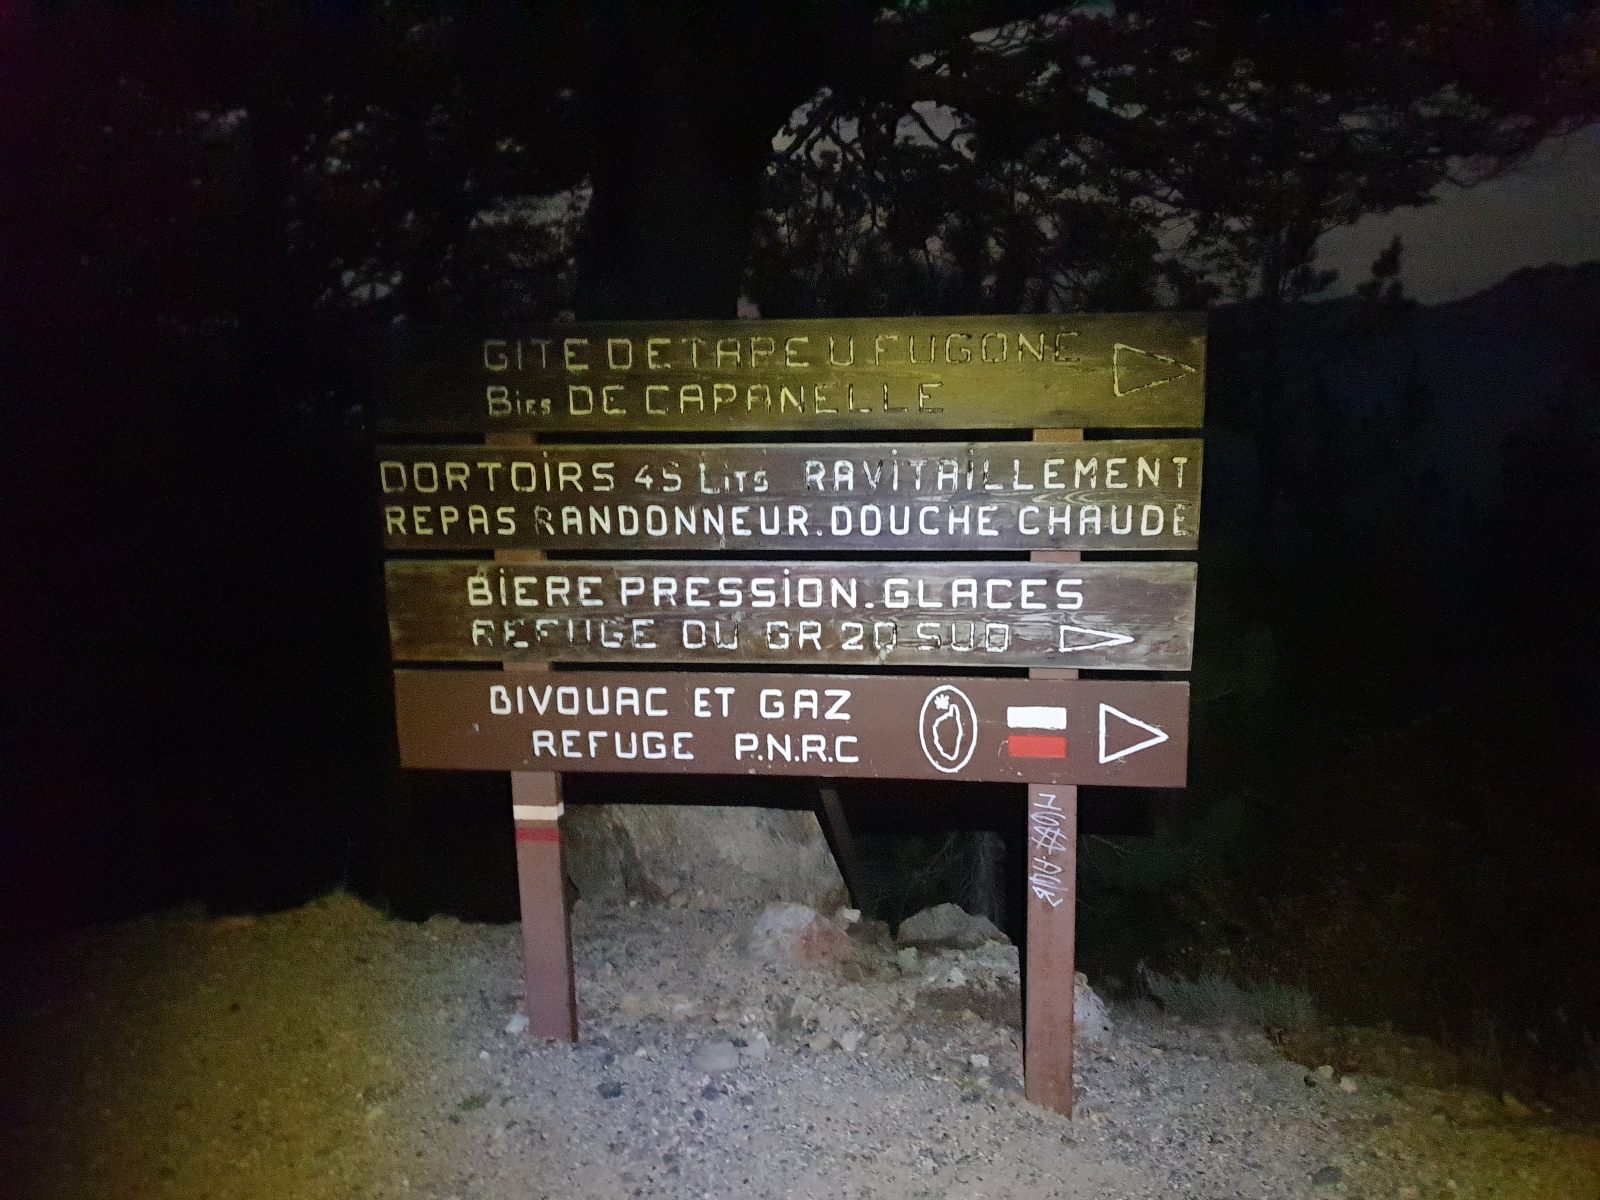 GITE DETAPE U FUGONE
Bies DE CAPANELLE
DORTOiRS 45 Lits RAViTAiLLEMENT
REPAS RANDONNEUR.DOUCHE CHAUDE
BiERE PRESSiON.GLACES
REFUGE DU GR 20 SUD
BIVOUAC ET GAZ
REFUGE P.N.R.C